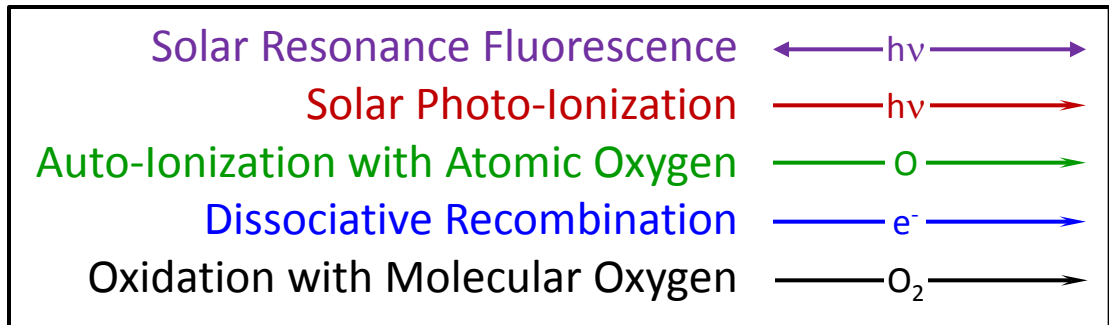 Solar Resonance Fluorescence hν
Solar Photo-Ionization hν
Auto-Ionization with Atomic Oxygen O
Dissociative Recombination e⁻
Oxidation with Molecular Oxygen O₂